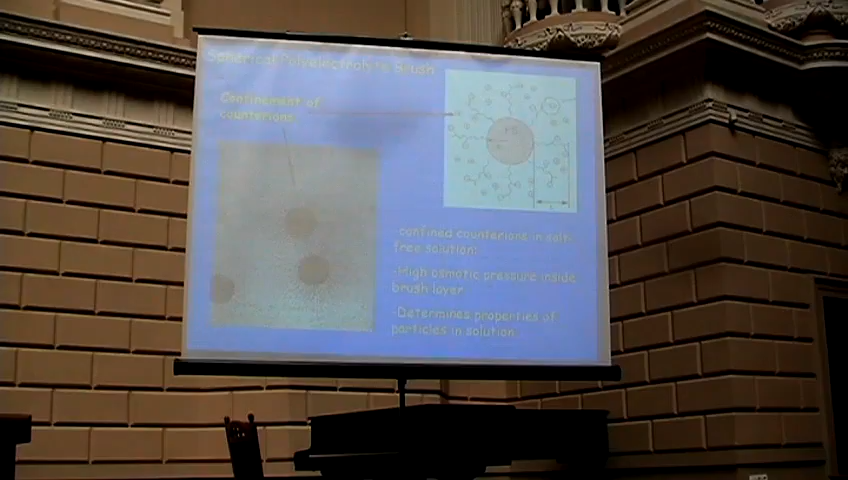 Spherical Polyelectrolyte Brush
Confinement of
counterions
PS
L
confined counterions in salt-
free solution:
-High osmotic pressure inside
brush layer
-Determines properties of
particles in solution